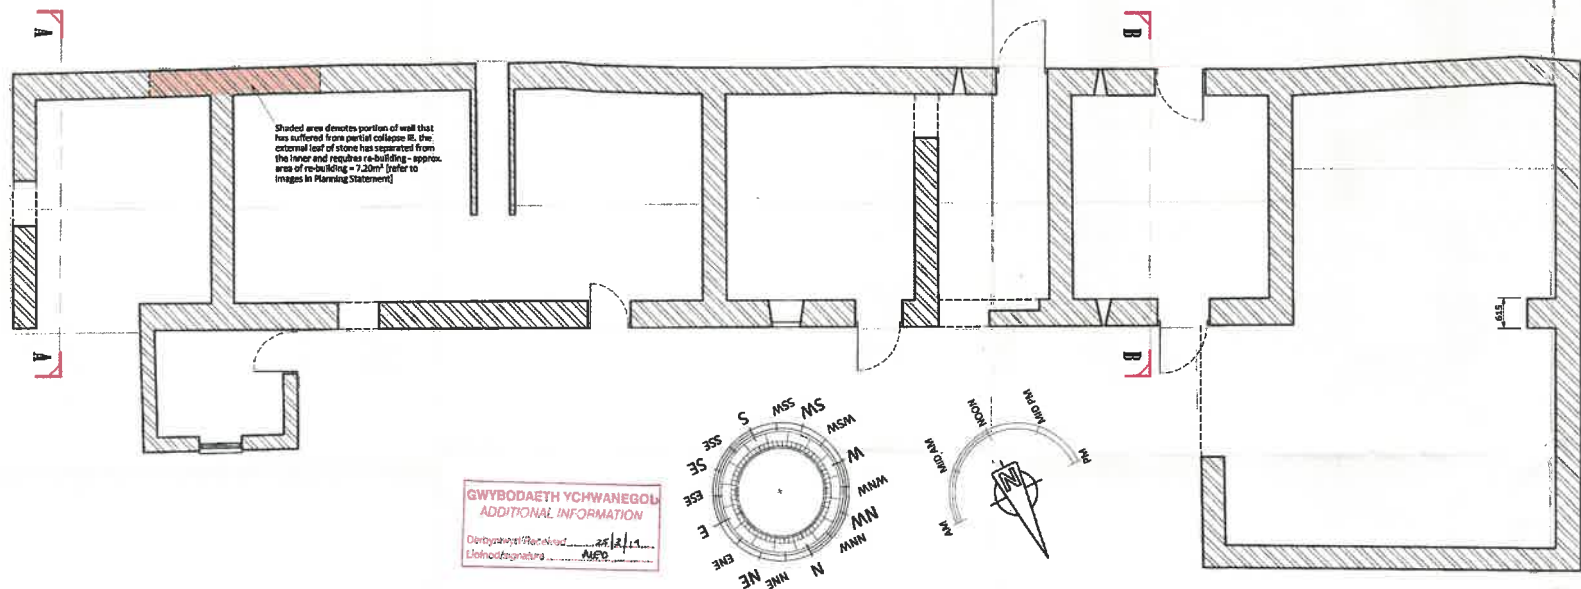 A
B
Shaded area denotes portion of wall that
has suffered from partial collapse IE. the
external leaf of stone has separated from
the inner and requires re-building - approx.
area of re-building = 7.20m² [refer to
images in Planning Statement]
615
A
B
S
SSW
SW
WSW
W
WNW
NW
NNW
N
NNE
NE
ENE
E
ESE
SE
SSE
AM
MID AM
NOON
MID PM
PM
N
GWYBODAETH YCHWANEGOL
ADDITIONAL INFORMATION
Received